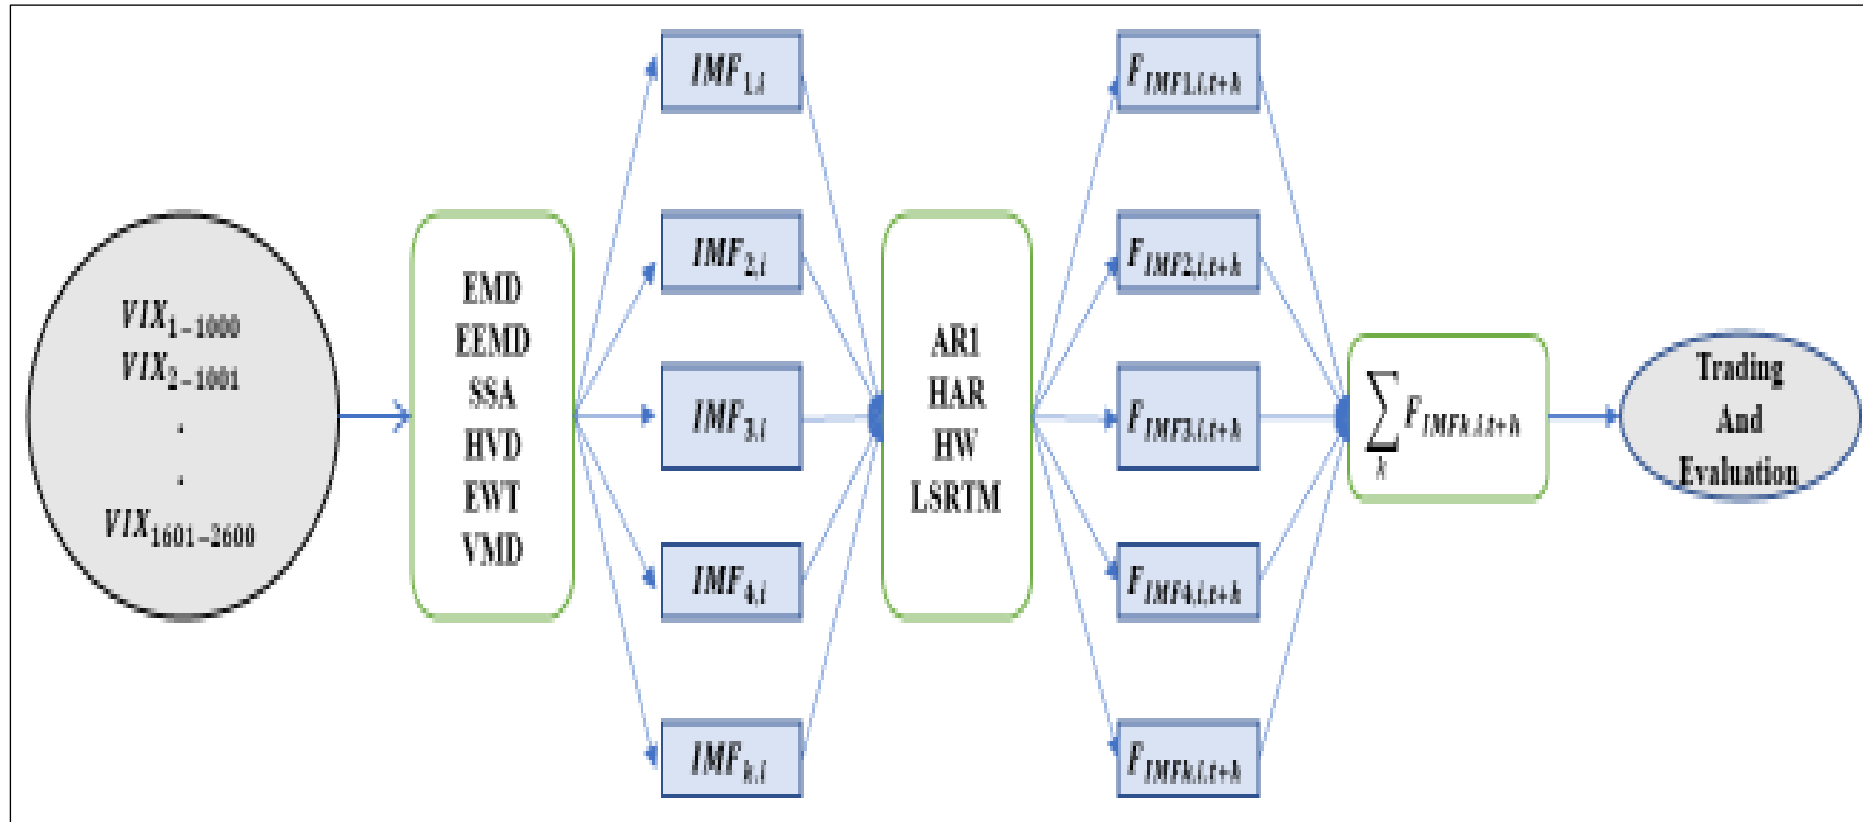 VIX1−1000
VIX2−1001
.
.
VIX1601−2600
EMD
EEMD
SSA
HVD
EWT
VMD
IMF1,i
IMF2,i
IMF3,i
IMF4,i
IMFk,i
AR1
HAR
HW
LSRTM
FIMF1,i,t+h
FIMF2,i,t+h
FIMF3,i,t+h
FIMF4,i,t+h
FIMFk,i,t+h
∑k FIMFk,i,t+h
Trading
And
Evaluation